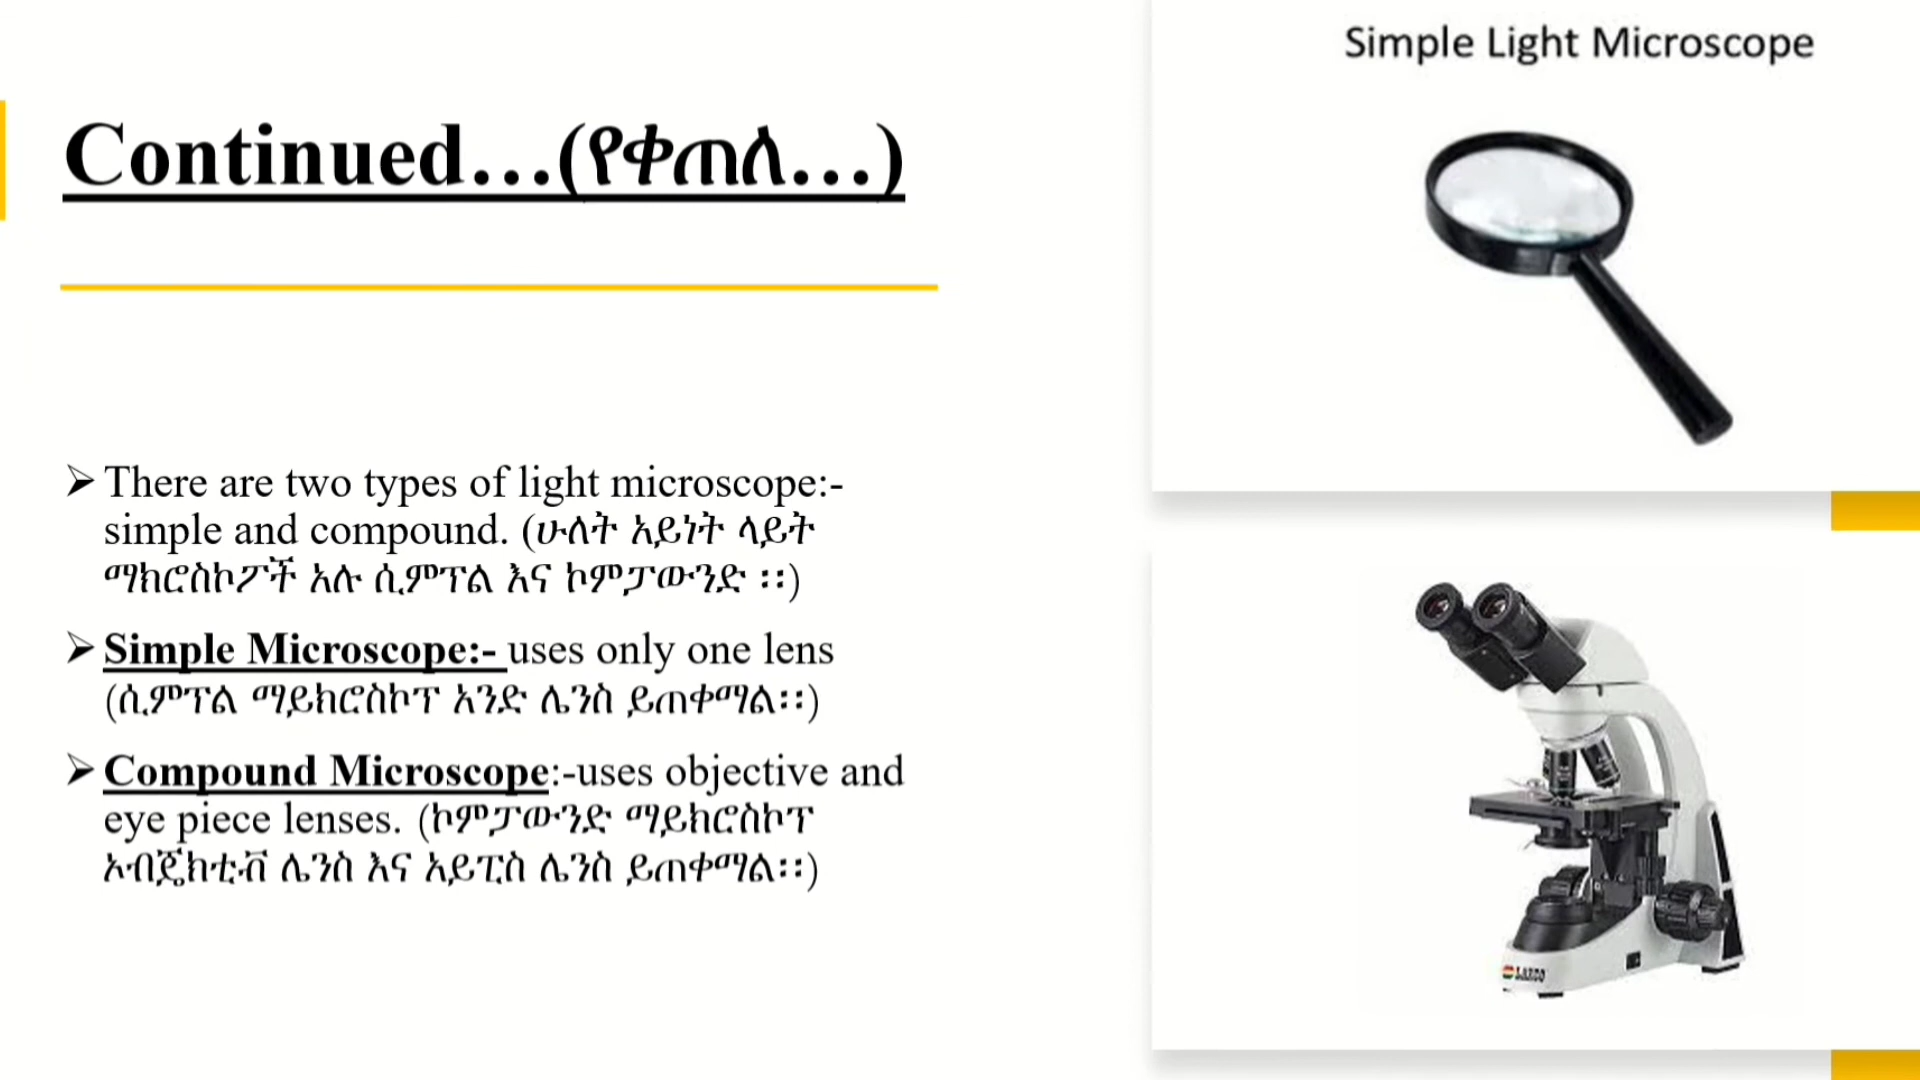 Simple Light Microscope
Continued…(የቀጠለ…)
➢ There are two types of light microscope:-
simple and compound. (ሁለት አይነት ላይት
ማክሮስኮፖች አሉ ሲምፕል እና ኮምፓውንድ ፡፡)
➢ Simple Microscope:- uses only one lens
(ሲምፕል ማይክሮስኮፕ አንድ ሌንስ ይጠቀማል፡፡)
➢ Compound Microscope:-uses objective and
eye piece lenses. (ኮምፓውንድ ማይክሮስኮፕ
ኦብጄክቲቭ ሌንስ እና አይፒስ ሌንስ ይጠቀማል፡፡)